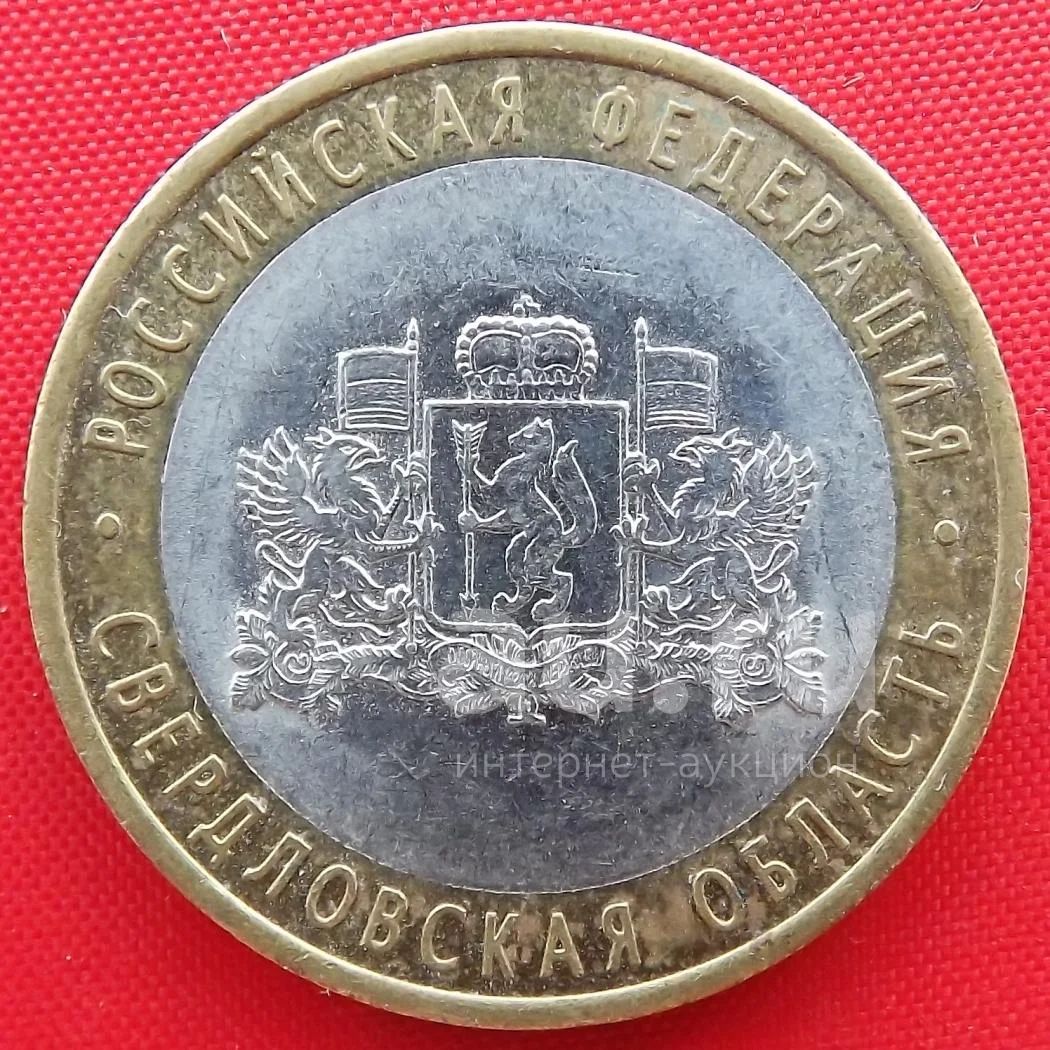 РОССИЙСКАЯ ФЕДЕРАЦИЯ
СВЕРДЛОВСКАЯ ОБЛАСТЬ
интернет-аукцион